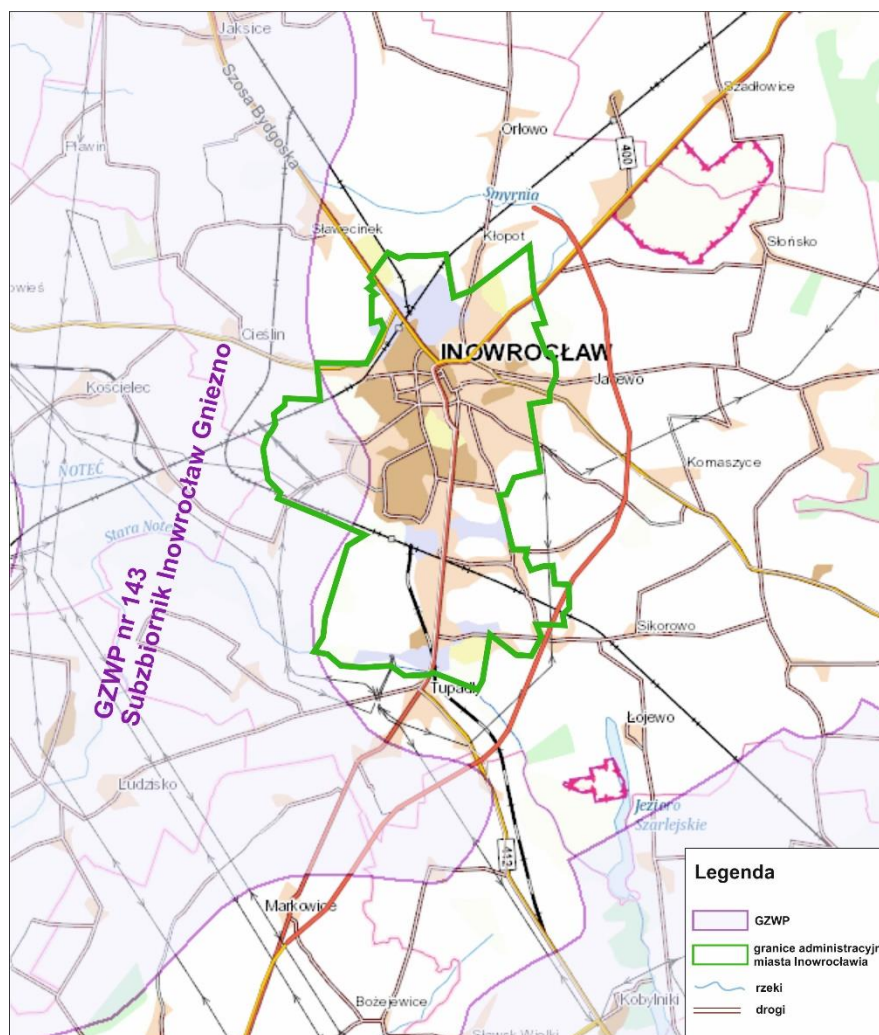 Jaksice
Szosa Bydgoska
Szadłowice
Orłowo
400
Pławin
Smyrnia
Sławęcinek
Kłopot
Słońsko
Cieślin
INOWROCŁAW
Kościelec
Jacewo
NOTEĆ
Komaszyce
Stara Noteć
GZWP nr 143
Subzbiornik Inowrocław Gniezno
Sikorowo
Tupadły
Łojewo
Ludzisko
Jezioro
Szarlejskie
412
Markowice
Bożejewice
Kobylniki
Legenda
GZWP
granice administracyjn
miasta Inowrocławia
rzeki
drogi